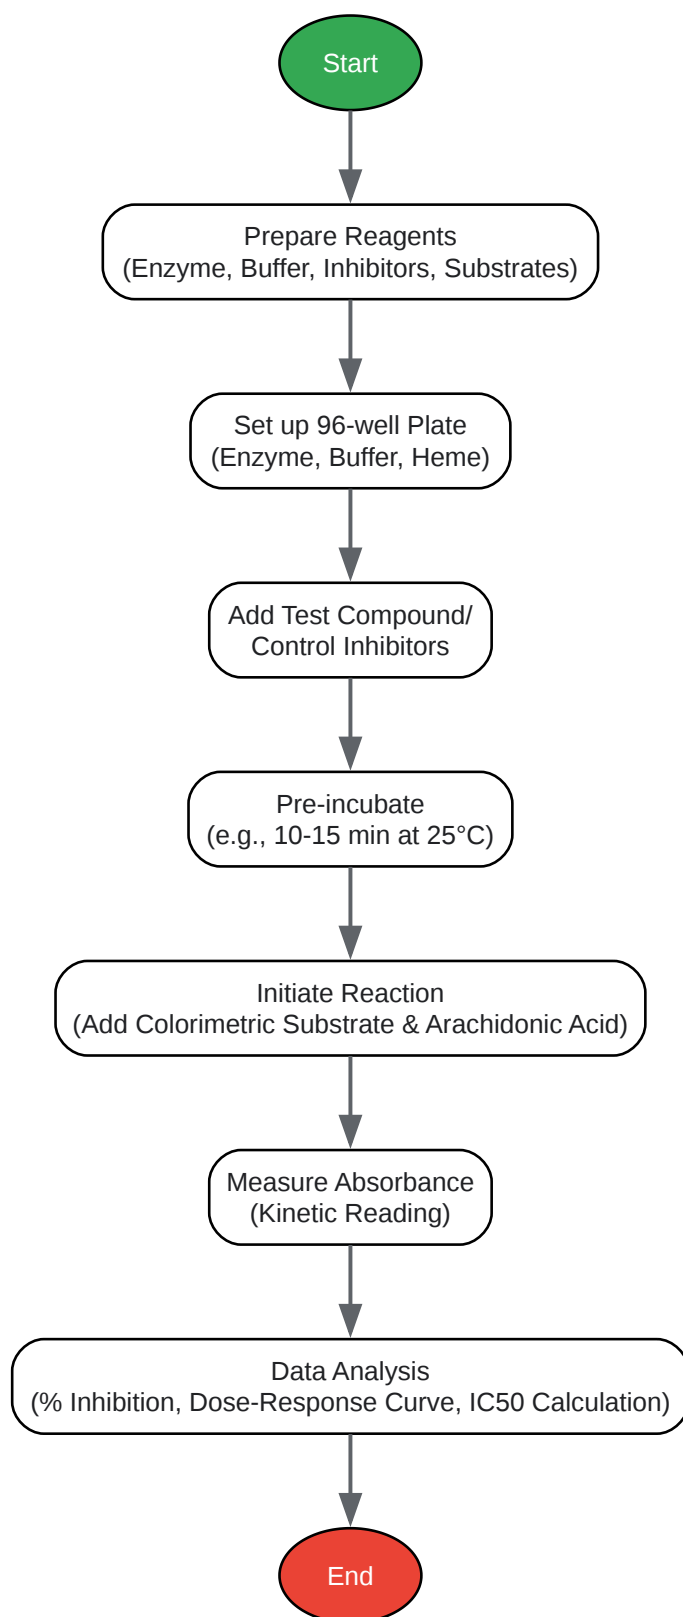 Start
Prepare Reagents
(Enzyme, Buffer, Inhibitors, Substrates)
Set up 96-well Plate
(Enzyme, Buffer, Heme)
Add Test Compound/
Control Inhibitors
Pre-incubate
(e.g., 10-15 min at 25°C)
Initiate Reaction
(Add Colorimetric Substrate & Arachidonic Acid)
Measure Absorbance
(Kinetic Reading)
Data Analysis
(% Inhibition, Dose-Response Curve, IC50 Calculation)
End